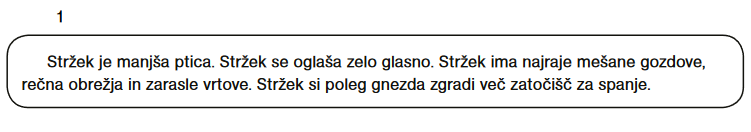 1
Stržek je manjša ptica. Stržek se oglaša zelo glasno. Stržek ima najraje mešane gozdove,
rečna obrežja in zarasle vrtove. Stržek si poleg gnezda zgradi več zatočišč za spanje.